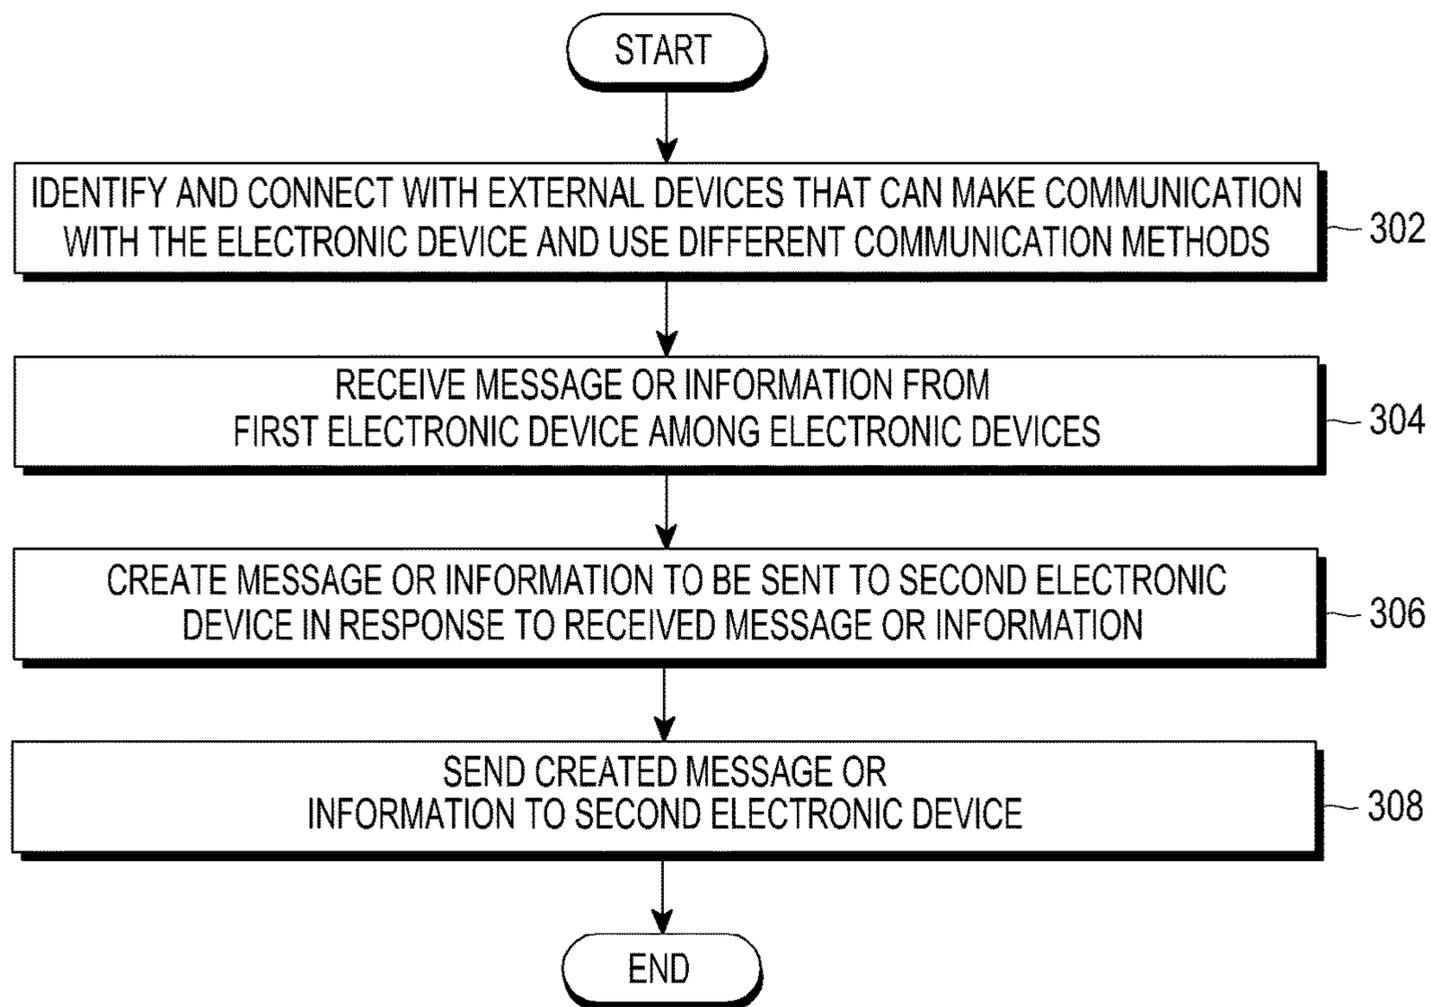 START
IDENTIFY AND CONNECT WITH EXTERNAL DEVICES THAT CAN MAKE COMMUNICATION
WITH THE ELECTRONIC DEVICE AND USE DIFFERENT COMMUNICATION METHODS
302
RECEIVE MESSAGE OR INFORMATION FROM
FIRST ELECTRONIC DEVICE AMONG ELECTRONIC DEVICES
304
CREATE MESSAGE OR INFORMATION TO BE SENT TO SECOND ELECTRONIC
DEVICE IN RESPONSE TO RECEIVED MESSAGE OR INFORMATION
306
SEND CREATED MESSAGE OR
INFORMATION TO SECOND ELECTRONIC DEVICE
308
END